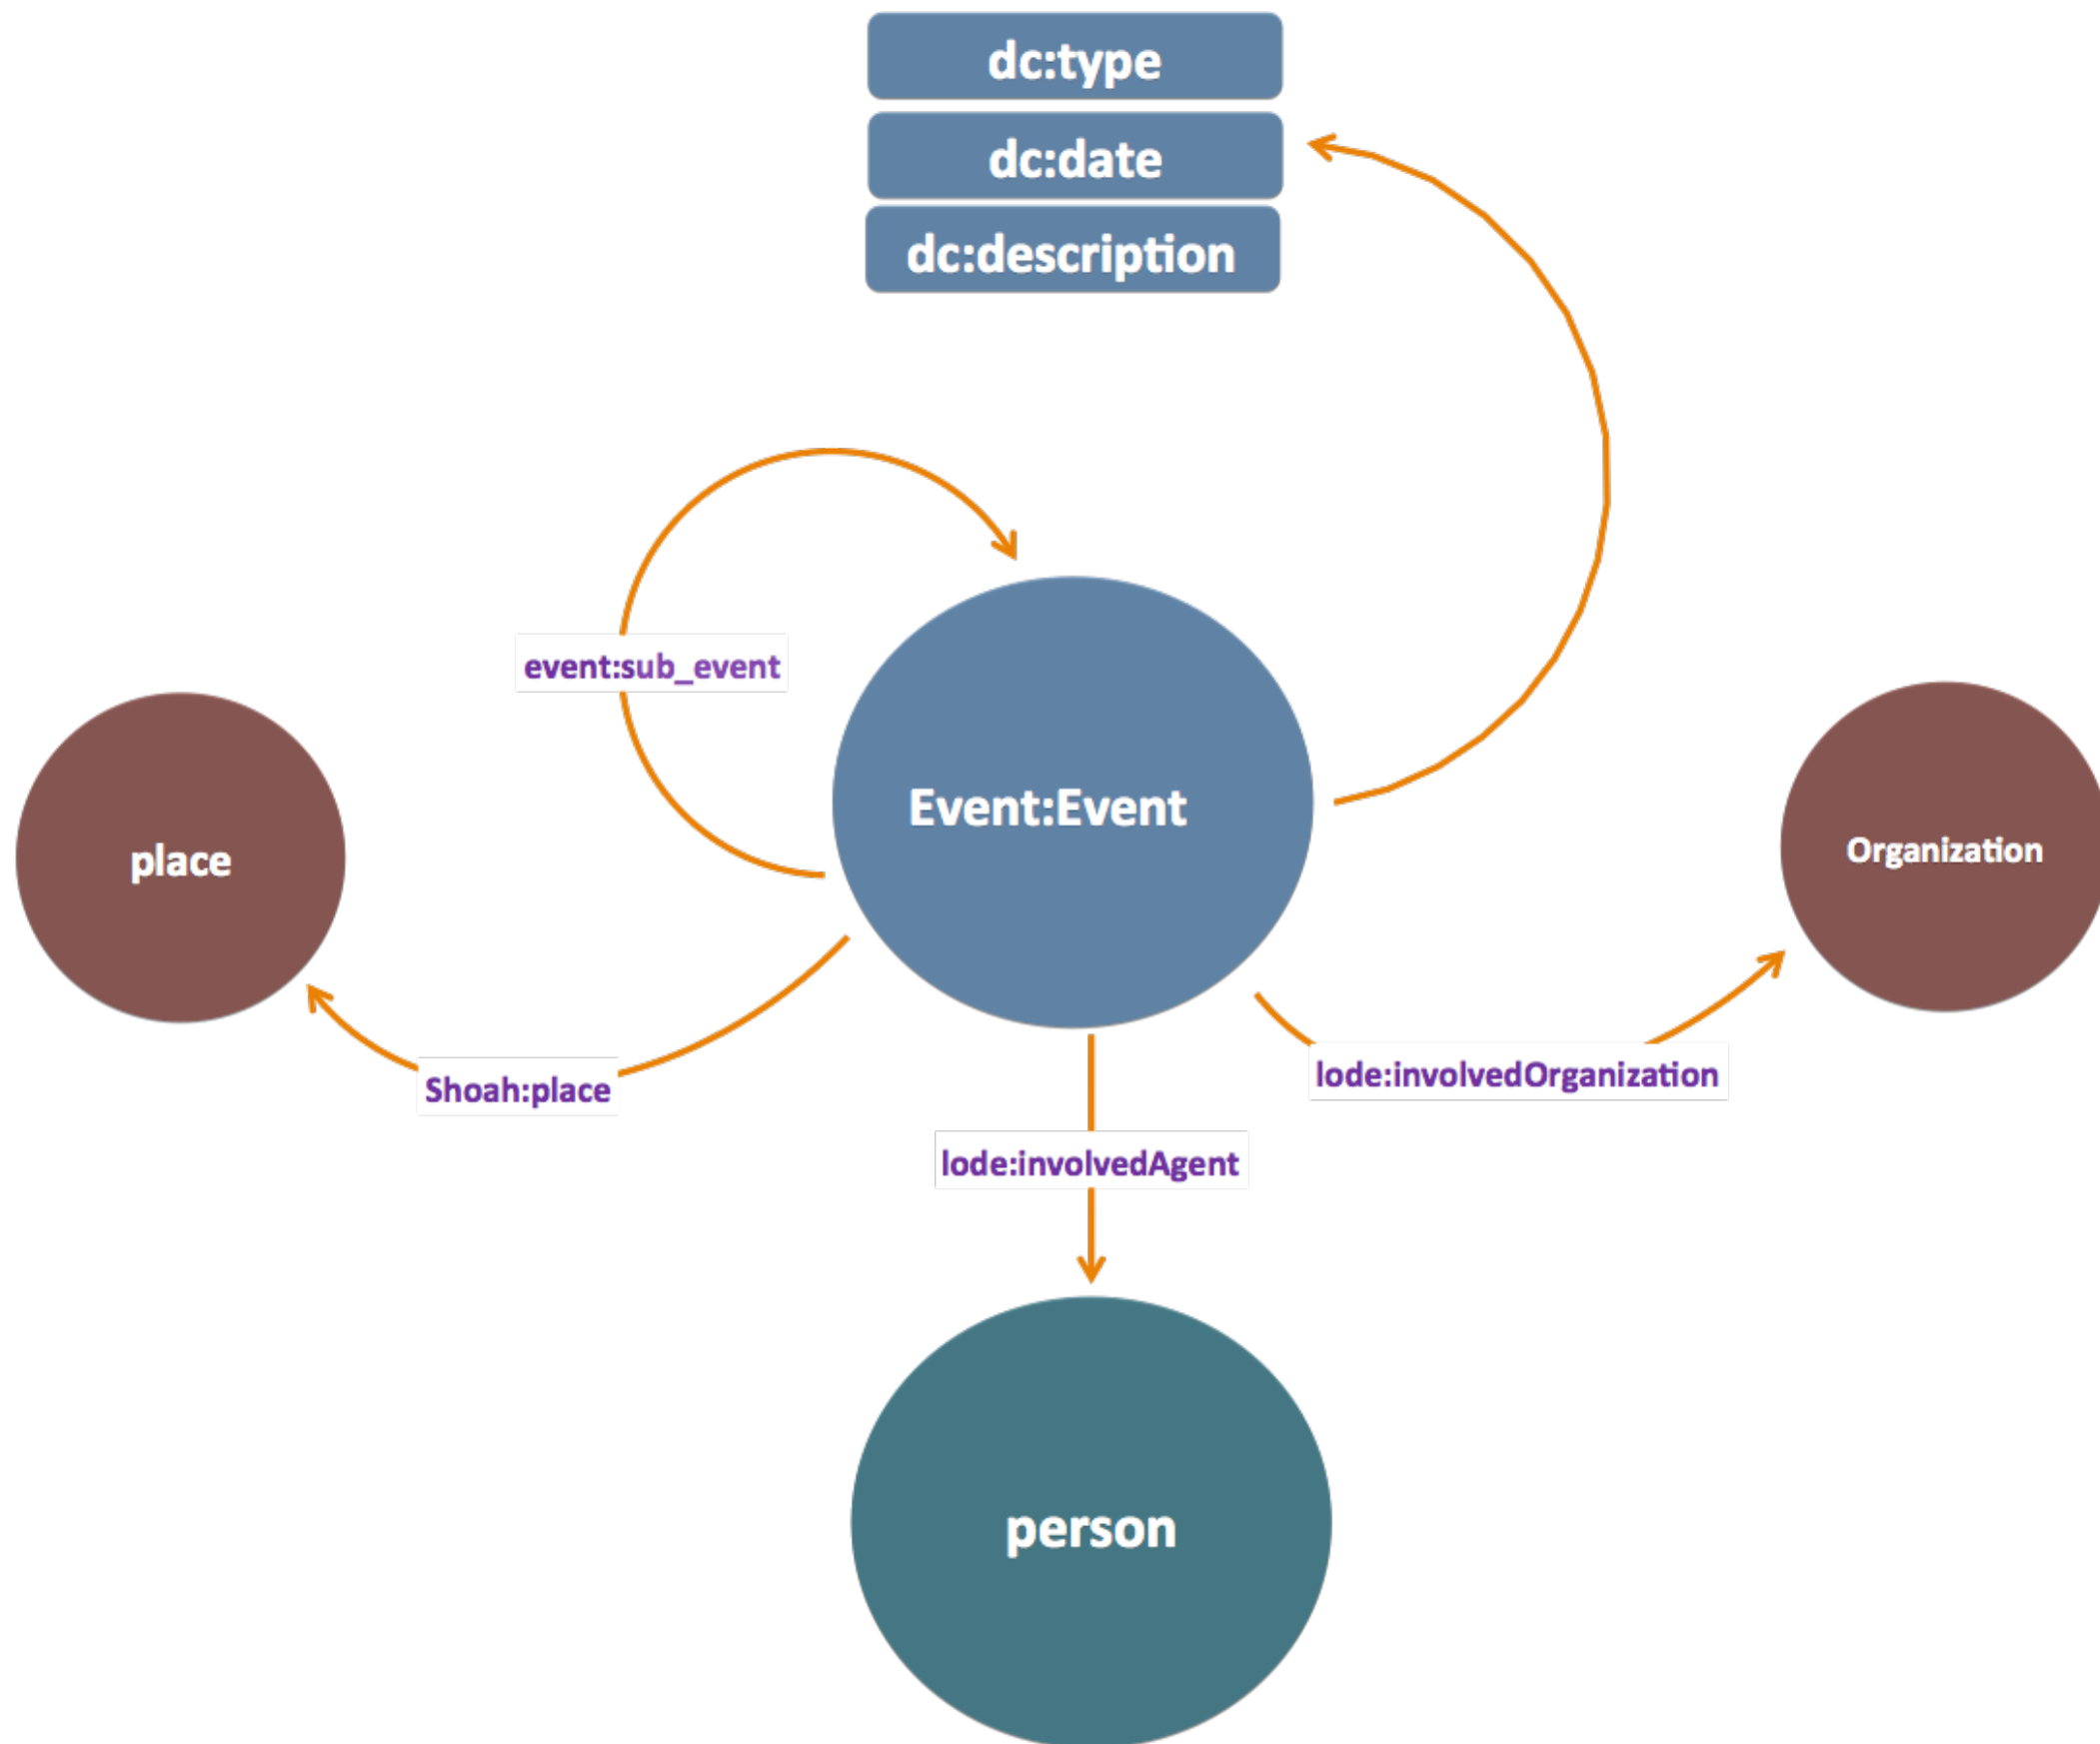 dc:type
dc:date
dc:description
event:sub_event
Event:Event
place
Organization
Shoah:place
lode:involvedOrganization
lode:involvedAgent
person